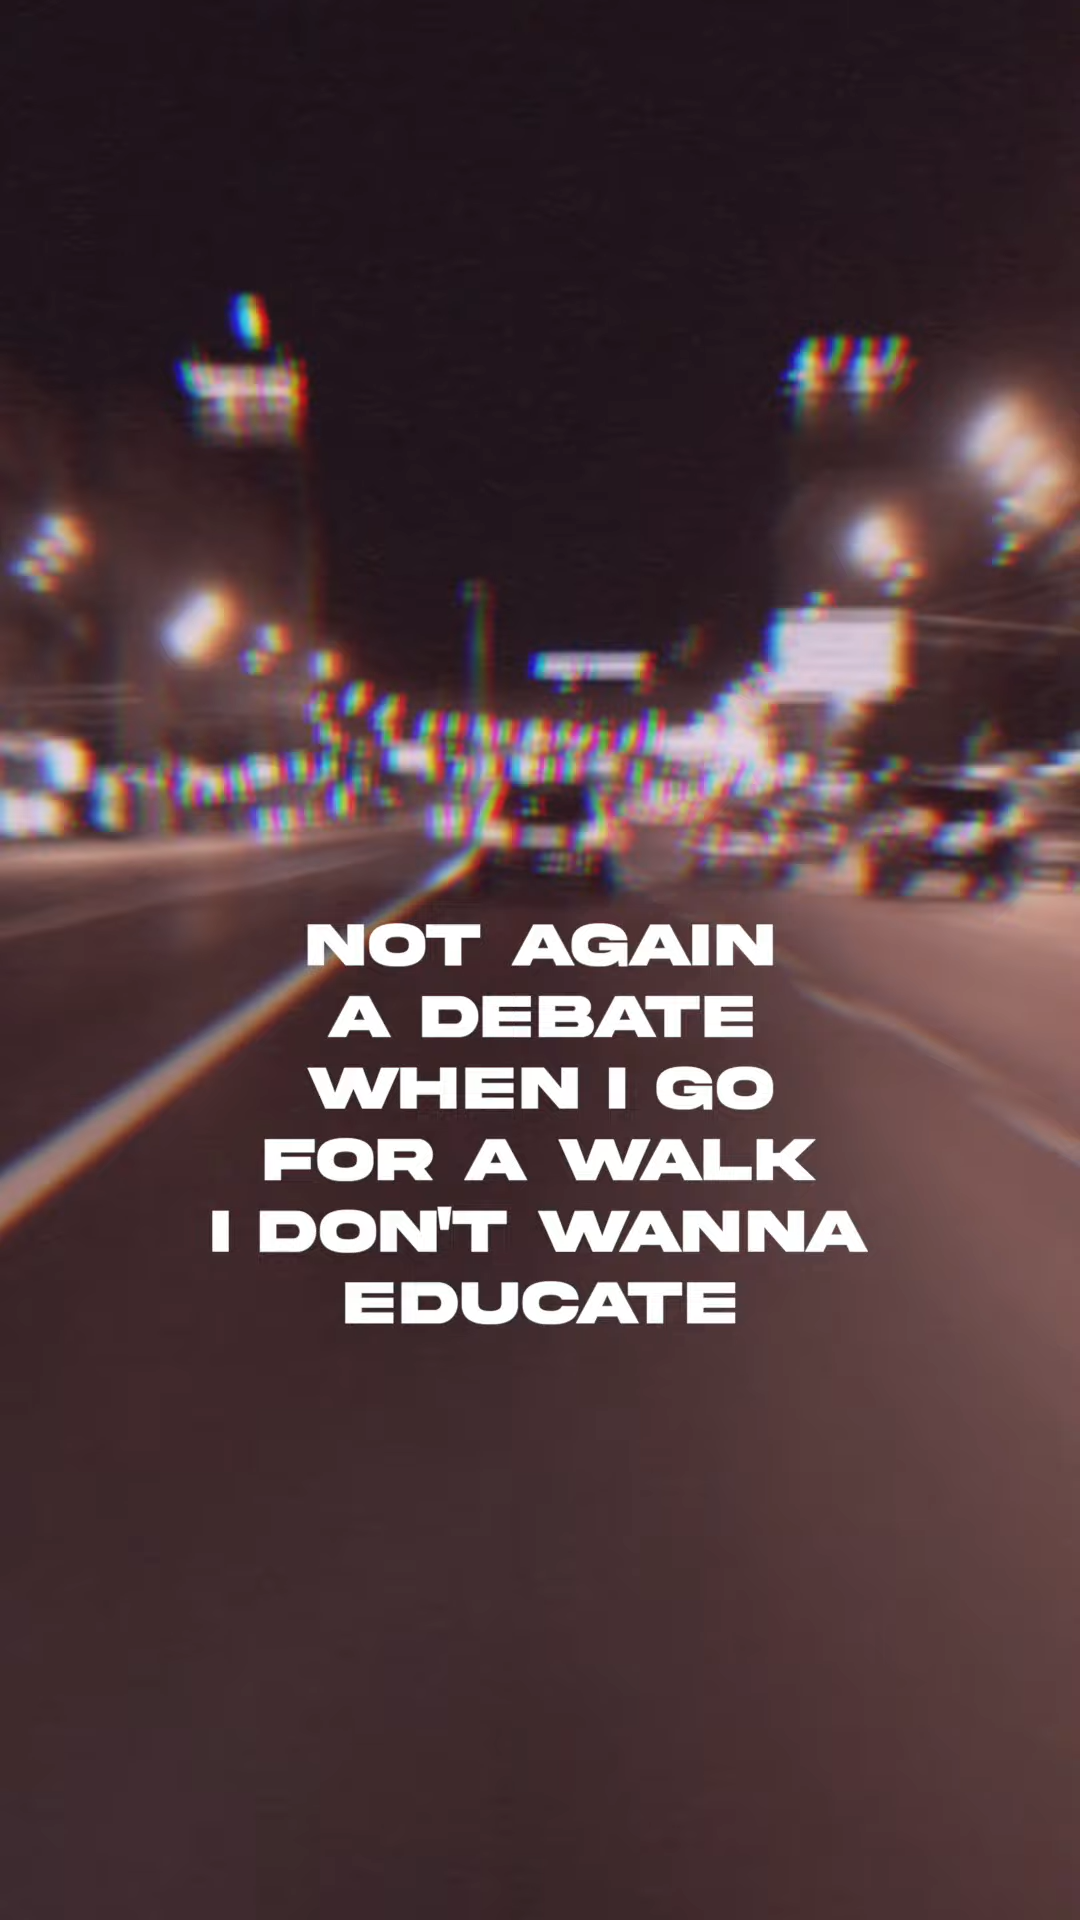 NOT AGAIN
A DEBATE
WHEN I GO
FOR A WALK
I DON'T WANNA
EDUCATE